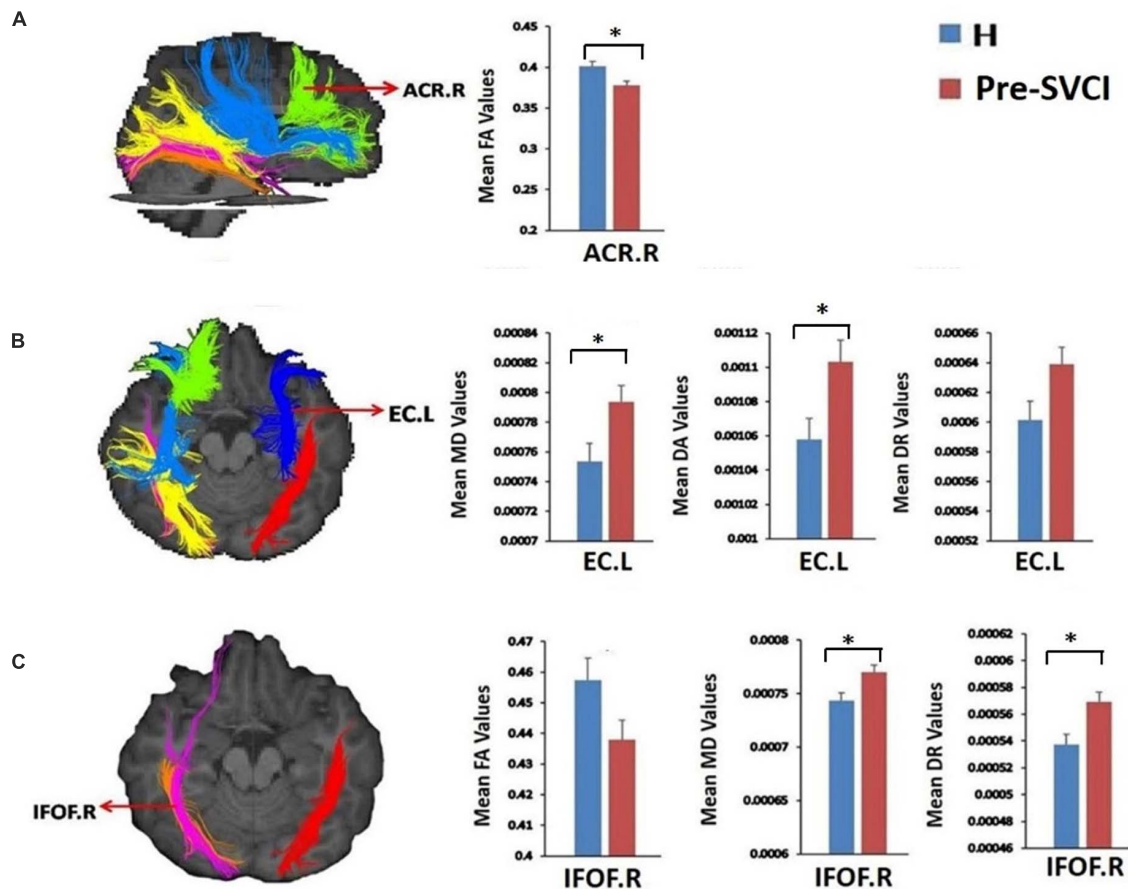 A
ACR.R
Mean FA Values
0.45
0.4
0.35
0.3
0.25
0.2
*
ACR.R
H
Pre-SVCI
B
EC.L
Mean MD Values
0.00084
0.00082
0.0008
0.00078
0.00076
0.00074
0.00072
0.0007
*
EC.L
Mean DA Values
0.00112
0.0011
0.00108
0.00106
0.00104
0.00102
0.001
*
EC.L
Mean DR Values
0.00066
0.00064
0.00062
0.0006
0.00058
0.00056
0.00054
0.00052
EC.L
C
IFOF.R
Mean FA Values
0.47
0.46
0.45
0.44
0.43
0.42
0.41
0.4
IFOF.R
Mean MD Values
0.0008
0.00075
0.0007
0.00065
0.0006
*
IFOF.R
Mean DR Values
0.00062
0.0006
0.00058
0.00056
0.00054
0.00052
0.0005
0.00048
0.00046
*
IFOF.R